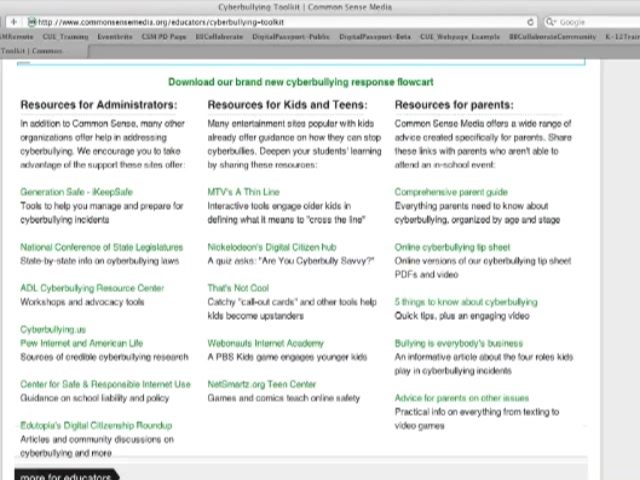 Cyberbullying Toolkit | Common Sense Media
http://www.commonsensemedia.org/educators/cyberbullying-toolkit
Google
CUE_Training Eventbrite CSM PD Page BBCollaborate DigitalPassport-Public DigitalPassport-Beta CUE_Webpage_Example BBCollaborateCommunity
Toolkit | Common...
Download our brand new cyberbullying response flowcart
Resources for Administrators:
In addition to Common Sense, many other
organizations offer help in addressing
cyberbullying. We encourage you to take
advantage of the support these sites offer:
Generation Safe - iKeepSafe
Tools to help you manage and prepare for
cyberbullying incidents
National Conference of State Legislatures
State-by-state info on cyberbullying laws
ADL Cyberbullying Resource Center
Workshops and advocacy tools
Cyberbullying.us
Pew Internet and American Life
Sources of credible cyberbullying research
Center for Safe & Responsible Internet Use
Guidance on school liability and policy
Edutopia's Digital Citizenship Roundup
Articles and community discussions on
cyberbullying and more
Resources for Kids and Teens:
Many entertainment sites popular with kids
already offer guidance on how they can stop
cyberbullies. Deepen your students' learning
by sharing these resources:
MTV's A Thin Line
Interactive tools engage older kids in
defining what it means to "cross the line"
Nickelodeon's Digital Citizen hub
A quiz asks: "Are You Cyberbully Savvy?"
That's Not Cool
Catchy "call-out cards" and other tools help
kids become upstanders
Webonauts Internet Academy
A PBS Kids game engages younger kids
NetSmartz.org Teen Center
Games and comics teach online safety
Resources for parents:
Common Sense Media offers a wide range of
advice created specifically for parents. Share
these links with parents who aren't able to
attend an in-school event:
Comprehensive parent guide
Everything parents need to know about
cyberbullying, organized by age and stage
Online cyberbullying tip sheet
Online versions of our cyberbullying tip sheet
PDFs and video
5 things to know about cyberbullying
Quick tips, plus an engaging video
Bullying is everybody's business
An informative article about the four roles kids
play in cyberbullying incidents
Advice for parents on other issues
Practical info on everything from texting to
video games
more for educators